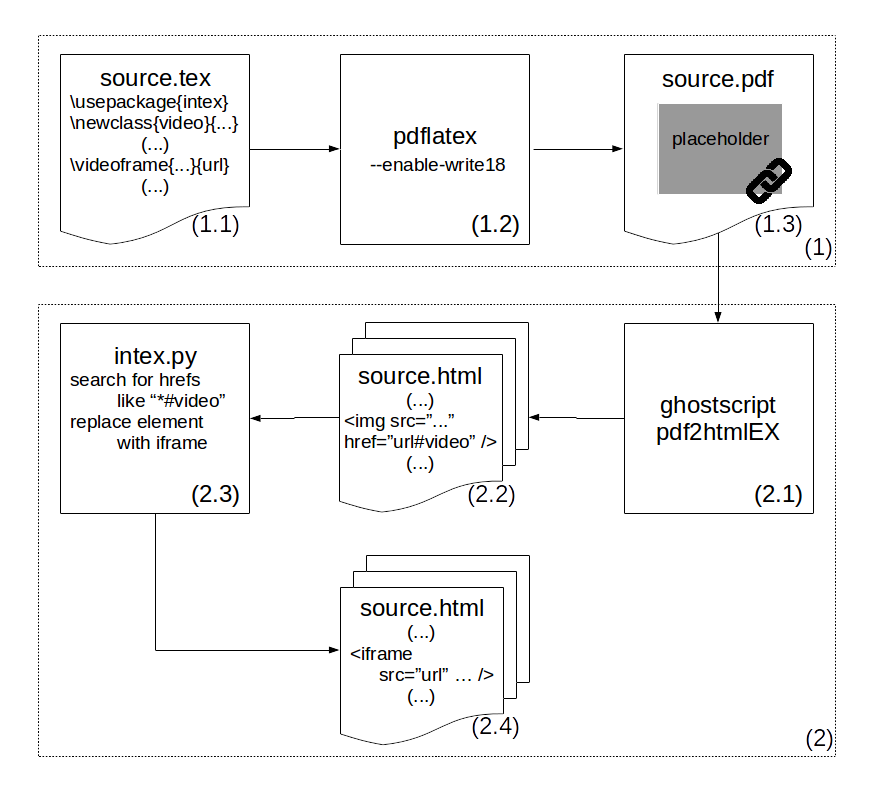 source.tex
\usepackage{intex}
\newclass{video}{...}
(...)
\videoframe{...}{url}
(...)
(1.1)
pdflatex
--enable-write18
(1.2)
source.pdf
placeholder
(1.3)
(1)
intex.py
search for hrefs
like “*#video”
replace element
with iframe
(2.3)
source.html
(...)
<img src=”...”
href=”url#video” />
(...)
(2.2)
ghostscript
pdf2htmlEX
(2.1)
source.html
(...)
<iframe
src=”url” … />
(...)
(2.4)
(2)